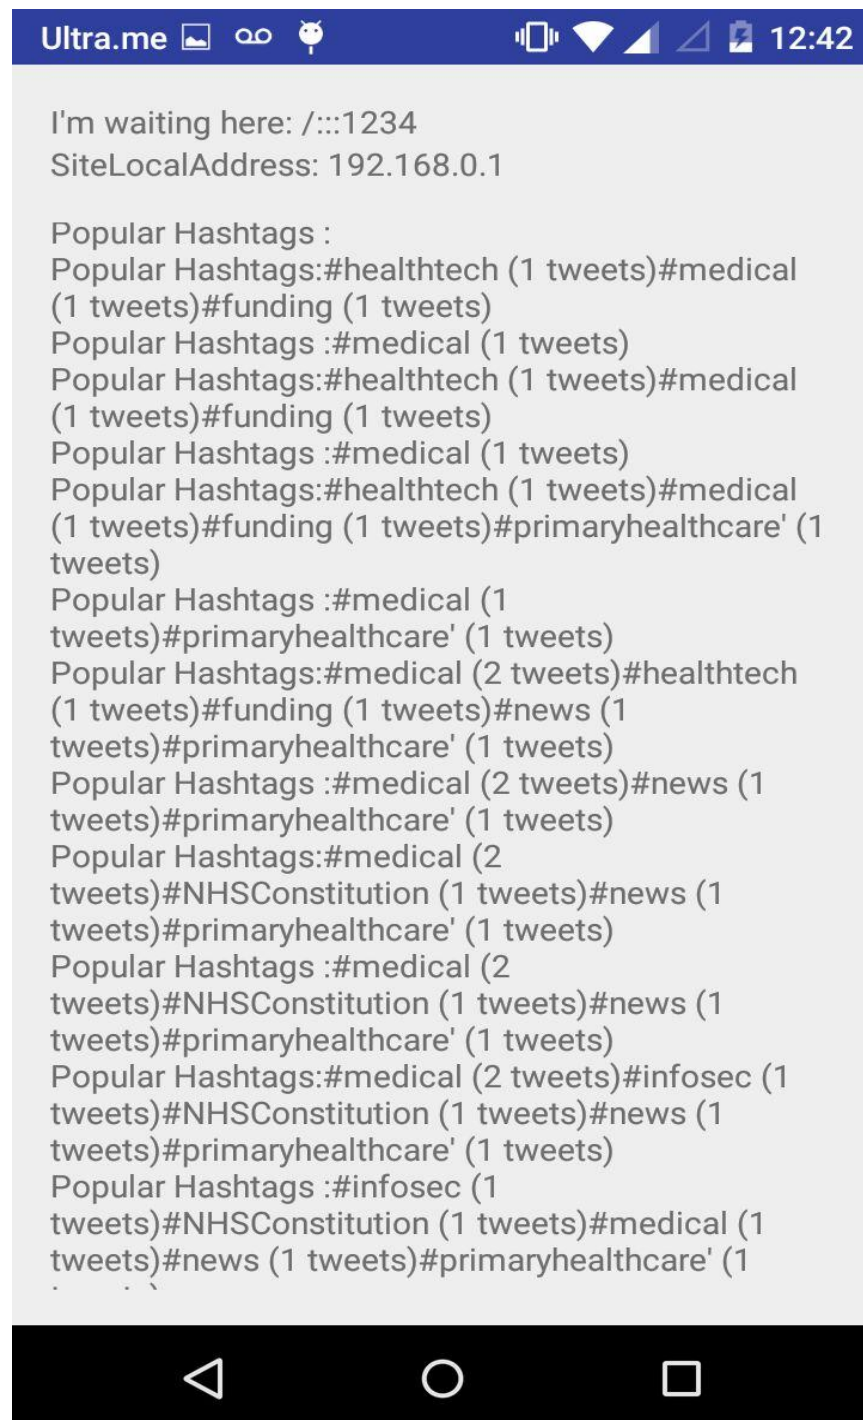 Ultra.me 12:42
I'm waiting here: /:::1234
SiteLocalAddress: 192.168.0.1
Popular Hashtags :
Popular Hashtags:#healthtech (1 tweets)#medical
(1 tweets)#funding (1 tweets)
Popular Hashtags :#medical (1 tweets)
Popular Hashtags:#healthtech (1 tweets)#medical
(1 tweets)#funding (1 tweets)
Popular Hashtags :#medical (1 tweets)
Popular Hashtags:#healthtech (1 tweets)#medical
(1 tweets)#funding (1 tweets)#primaryhealthcare' (1
tweets)
Popular Hashtags :#medical (1
tweets)#primaryhealthcare' (1 tweets)
Popular Hashtags:#medical (2 tweets)#healthtech
(1 tweets)#funding (1 tweets)#news (1
tweets)#primaryhealthcare' (1 tweets)
Popular Hashtags :#medical (2 tweets)#news (1
tweets)#primaryhealthcare' (1 tweets)
Popular Hashtags:#medical (2
tweets)#NHSConstitution (1 tweets)#news (1
tweets)#primaryhealthcare' (1 tweets)
Popular Hashtags :#medical (2
tweets)#NHSConstitution (1 tweets)#news (1
tweets)#primaryhealthcare' (1 tweets)
Popular Hashtags:#medical (2 tweets)#infosec (1
tweets)#NHSConstitution (1 tweets)#news (1
tweets)#primaryhealthcare' (1 tweets)
Popular Hashtags :#infosec (1
tweets)#NHSConstitution (1 tweets)#medical (1
tweets)#news (1 tweets)#primaryhealthcare' (1